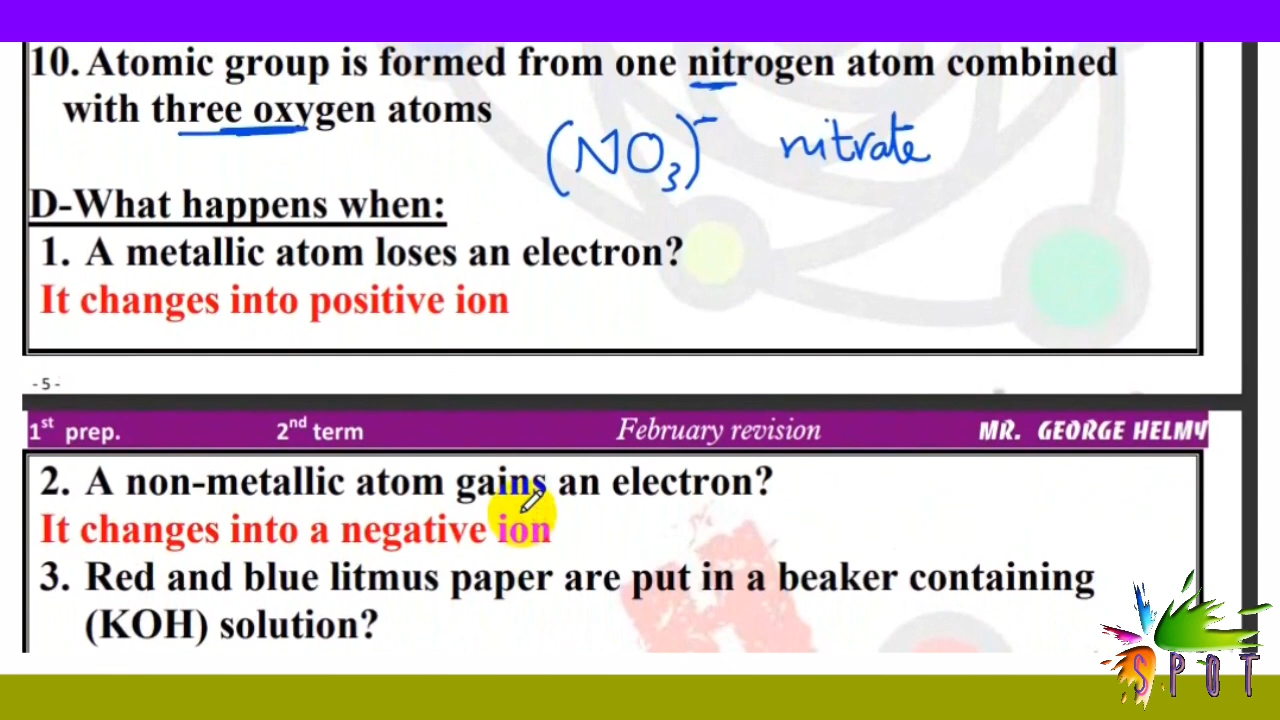 10. Atomic group is formed from one nitrogen atom combined
with three oxygen atoms
(NO₃)⁻ nitrate
D-What happens when:
1. A metallic atom loses an electron?
It changes into positive ion
- 5 -
1st prep. 2nd term February revision MR. GEORGE HELMY
2. A non-metallic atom gains an electron?
It changes into a negative ion
3. Red and blue litmus paper are put in a beaker containing
(KOH) solution?
SPOT